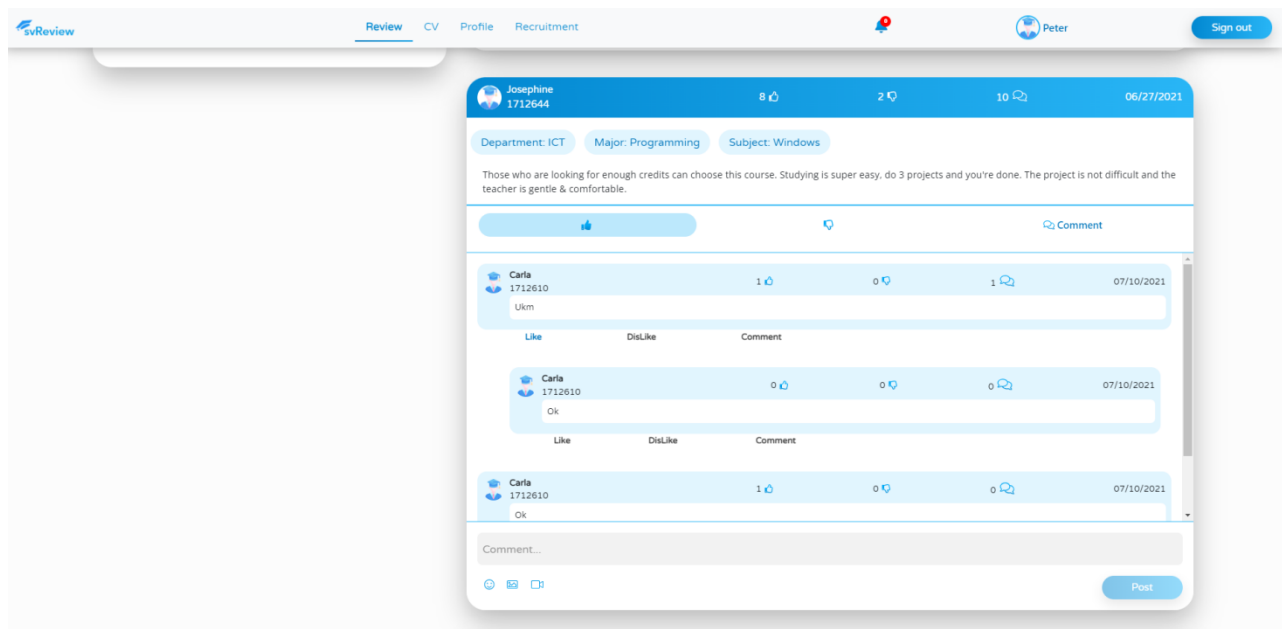 svReview
Review CV Profile Recruitment
Peter
Sign out
Josephine
1712644
8
2
10
06/27/2021
Department: ICT
Major: Programming
Subject: Windows
Those who are looking for enough credits can choose this course. Studying is super easy, do 3 projects and you're done. The project is not difficult and the
teacher is gentle & comfortable.
Comment
Carla
1712610
1
0
1
07/10/2021
Ukm
Like DisLike Comment
Carla
1712610
0
0
0
07/10/2021
Ok
Like DisLike Comment
Carla
1712610
1
0
0
07/10/2021
Ok
Comment...
Post